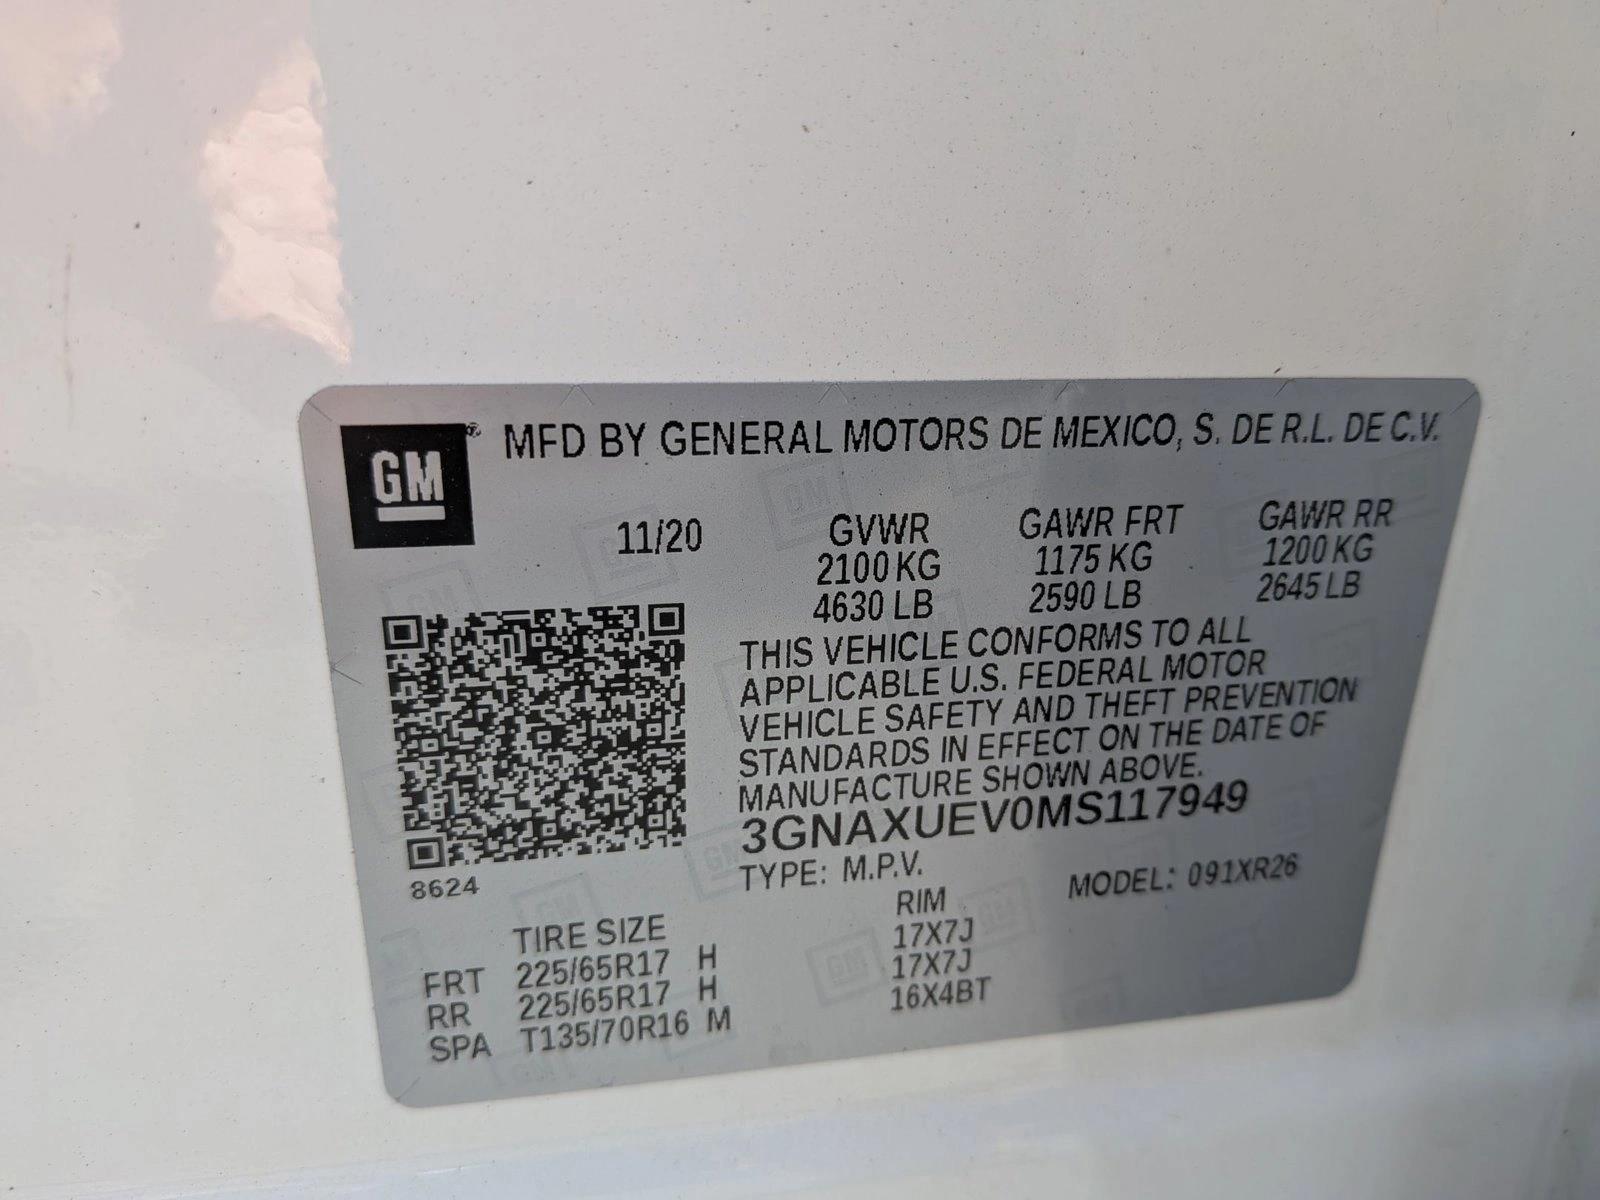 GM® MFD BY GENERAL MOTORS DE MEXICO, S. DE R.L. DE C.V.
11/20 GVWR GAWR FRT GAWR RR
2100 KG 1175 KG 1200 KG
4630 LB 2590 LB 2645 LB
THIS VEHICLE CONFORMS TO ALL
APPLICABLE U.S. FEDERAL MOTOR
VEHICLE SAFETY AND THEFT PREVENTION
STANDARDS IN EFFECT ON THE DATE OF
MANUFACTURE SHOWN ABOVE.
3GNAXUEV0MS117949
8624
TYPE: M.P.V. MODEL: 091XR26
TIRE SIZE RIM
FRT 225/65R17 H 17X7J
RR 225/65R17 H 17X7J
SPA T135/70R16 M 16X4BT